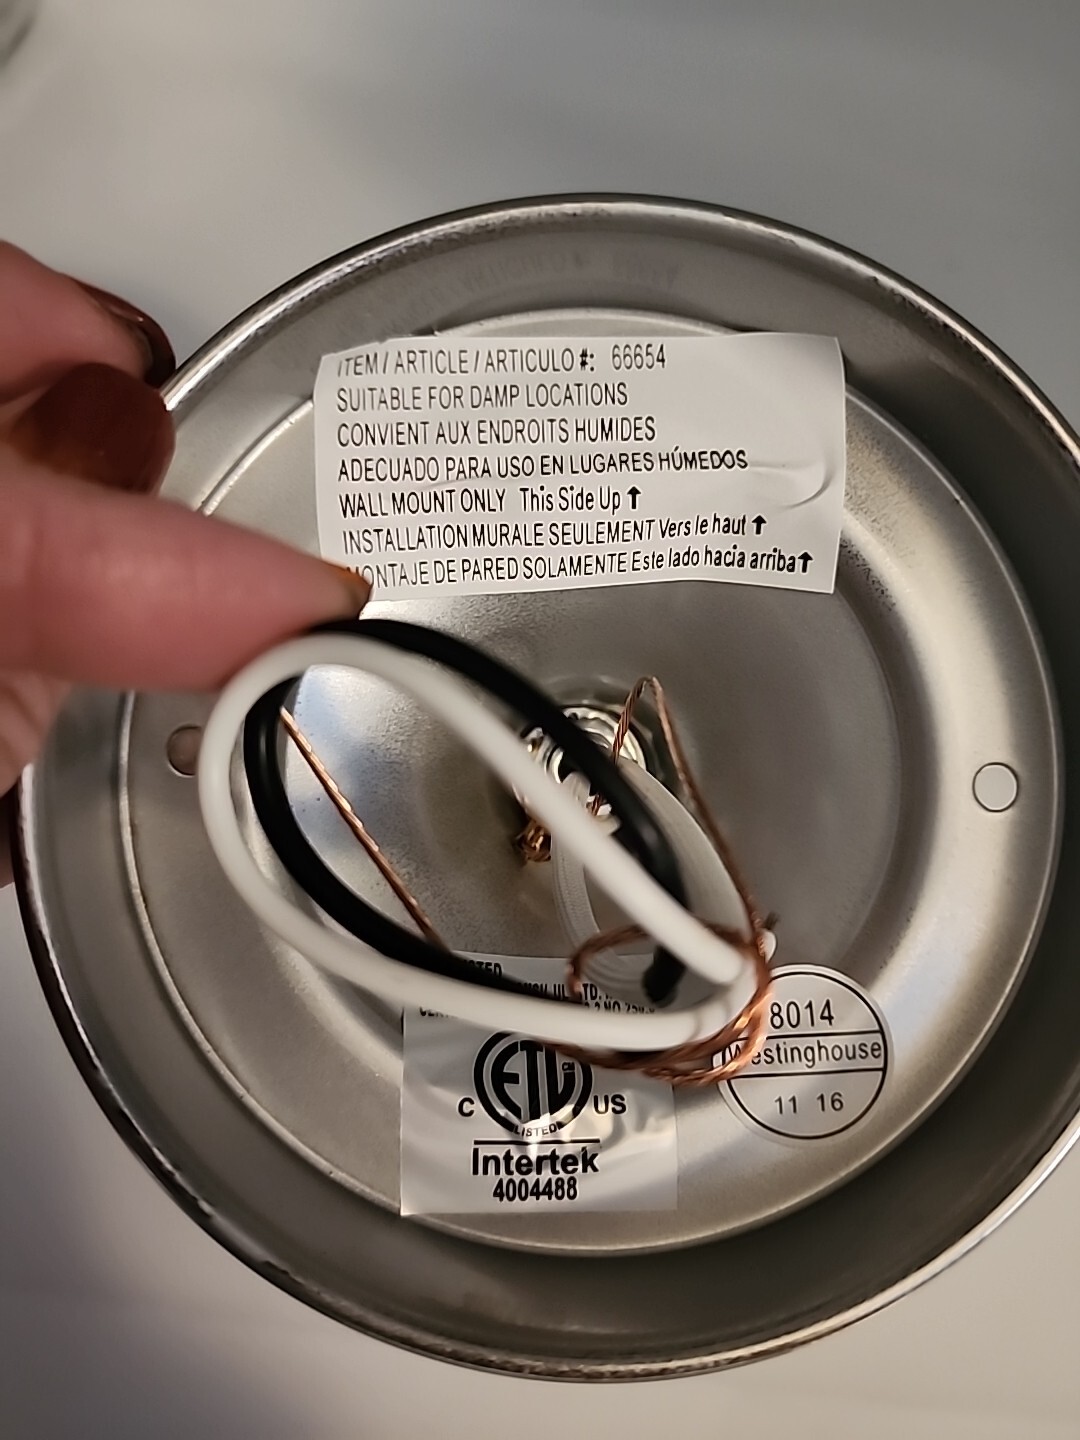 ITEM / ARTICLE / ARTICULO #: 66654
SUITABLE FOR DAMP LOCATIONS
CONVIENT AUX ENDROITS HUMIDES
ADECUADO PARA USO EN LUGARES HÚMEDOS
WALL MOUNT ONLY This Side Up ↑
INSTALLATION MURALE SEULEMENT Vers le haut ↑
MONTAJE DE PARED SOLAMENTE Este lado hacia arriba ↑
ETL
CM
C US
LISTED
Intertek
4004488
8014
Westinghouse
11 16